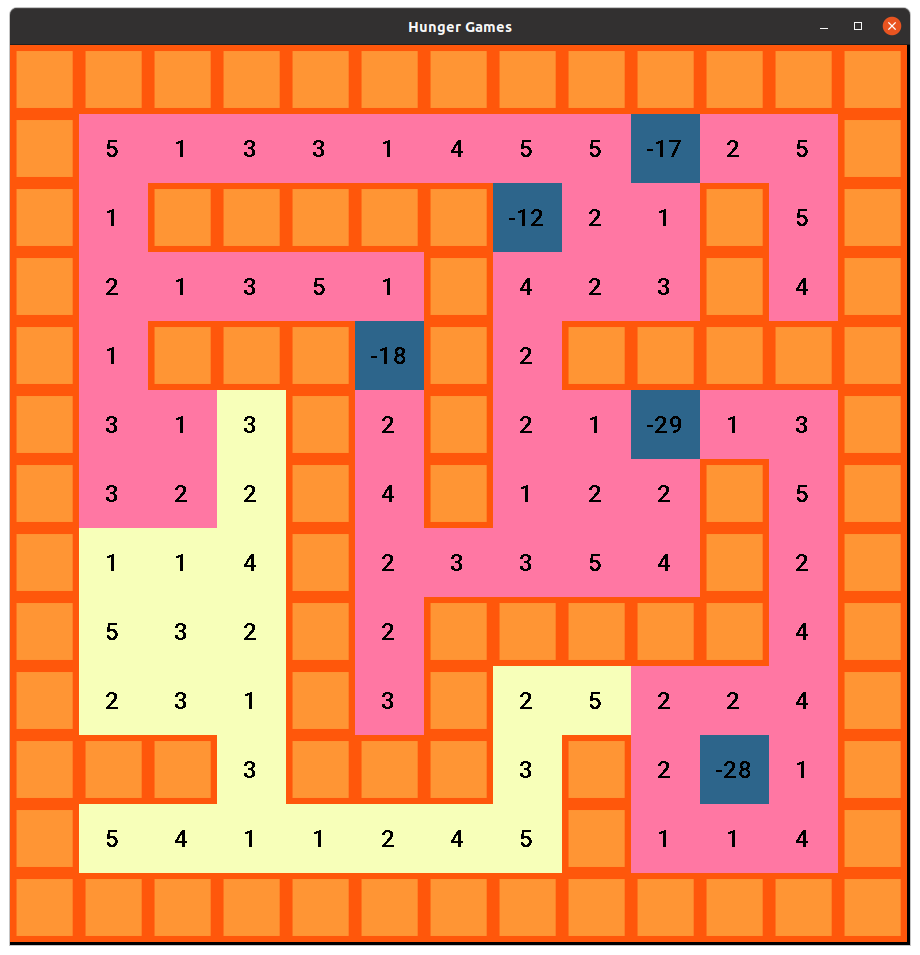 Hunger Games
5 1 3 3 1 4 5 5 -17 2 5
1 -12 2 1 5
2 1 3 5 1 4 2 3 4
1 -18 2
3 1 3 2 2 1 -29 1 3
3 2 2 4 1 2 2 5
1 1 4 2 3 3 5 4 2
5 3 2 2 4
2 3 1 3 2 5 2 2 4
3 3 2 -28 1
5 4 1 1 2 4 5 1 1 4